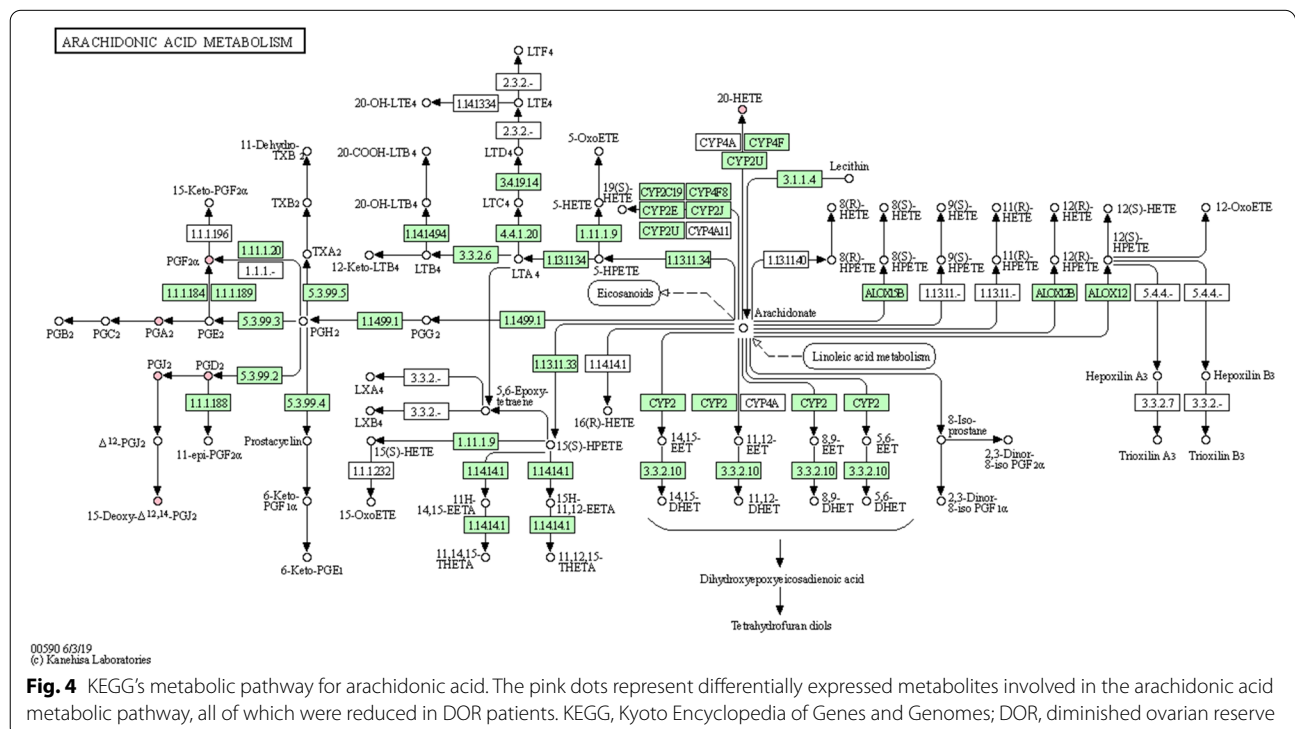 ARACHIDONIC ACID METABOLISM
LTF4
2.3.2.-
20-OH-LTE4
1.14.13.34
LTE4
2.3.2.-
20-HETE
CYP4A
CYP4F
CYP2U
11-Dehydro-
TXB2
20-COOH-LTB4
LTD4
5-OxoETE
3.4.19.14
Lecithin
3.1.1.4
15-Keto-PGF2α
TXB2
20-OH-LTB4
LTC4
5-HETE
19(S)-
HETE
CYP2C19
CYP4F8
CYP2E
CYP2J
CYP2U
CYP4A11
8(R)-
HETE
8(S)-
HETE
9(S)-
HETE
11(R)-
HETE
12(R)-
HETE
12(S)-HETE
12-OxoETE
1.1.1.196
1.14.14.94
4.4.1.20
1.11.1.9
1.11.1.20
1.1.1.-
PGF2α
TXA2
12-Keto-LTB4
LTB4
3.3.2.6
LTA4
1.13.11.34
5-HPETE
1.13.11.34
1.13.11.40
8(R)-
HPETE
8(S)-
HPETE
9(S)-
HPETE
11(R)-
HPETE
12(R)-
HPETE
12(S)-
HPETE
1.1.1.184
1.1.1.189
5.3.99.5
Eicosanoids
ALOX15B
1.13.11.-
1.13.11.-
ALOX12B
ALOX12
5.4.4.-
5.4.4.-
Arachidonate
PGB2
PGC2
PGA2
PGE2
5.3.99.3
PGH2
1.14.99.1
PGG2
1.14.99.1
Linoleic acid metabolism
PGJ2
PGD2
5.3.99.2
1.13.11.33
1.14.14.1
LXA4
3.3.2.-
5,6-Epoxy-
tetraene
Hepoxilin A3
Hepoxilin B3
1.1.1.188
5.3.99.4
LXB4
3.3.2.-
16(R)-HETE
CYP2
CYP2
CYP4A
CYP2
CYP2
8-Iso-
prostane
3.3.2.7
3.3.2.-
Δ12-PGJ2
11-epi-PGF2α
Prostacyclin
15(S)-HETE
1.11.1.9
15(S)-HPETE
14,15-
EET
11,12-
EET
8,9-
EET
5,6-
EET
2,3-Dinor-
8-iso PGF2α
Trioxilin A3
Trioxilin B3
1.1.1.232
1.14.14.1
1.14.14.1
3.3.2.10
3.3.2.10
3.3.2.10
3.3.2.10
15-Deoxy-Δ12,14-PGJ2
6-Keto-
PGF1α
15-OxoETE
11H-
14,15-EETA
15H-
11,12-EETA
14,15-
DHET
11,12-
DHET
8,9-
DHET
5,6-
DHET
2,3-Dinor-
8-iso PGF1α
1.14.14.1
1.14.14.1
6-Keto-PGE1
11,14,15-
THETA
11,12,15-
THETA
Dihydroxyepoxyeicosadienoic acid
Tetrahydrofuran diols
00590 6/3/19
(c) Kanehisa Laboratories
Fig. 4 KEGG's metabolic pathway for arachidonic acid. The pink dots represent differentially expressed metabolites involved in the arachidonic acid
metabolic pathway, all of which were reduced in DOR patients. KEGG, Kyoto Encyclopedia of Genes and Genomes; DOR, diminished ovarian reserve